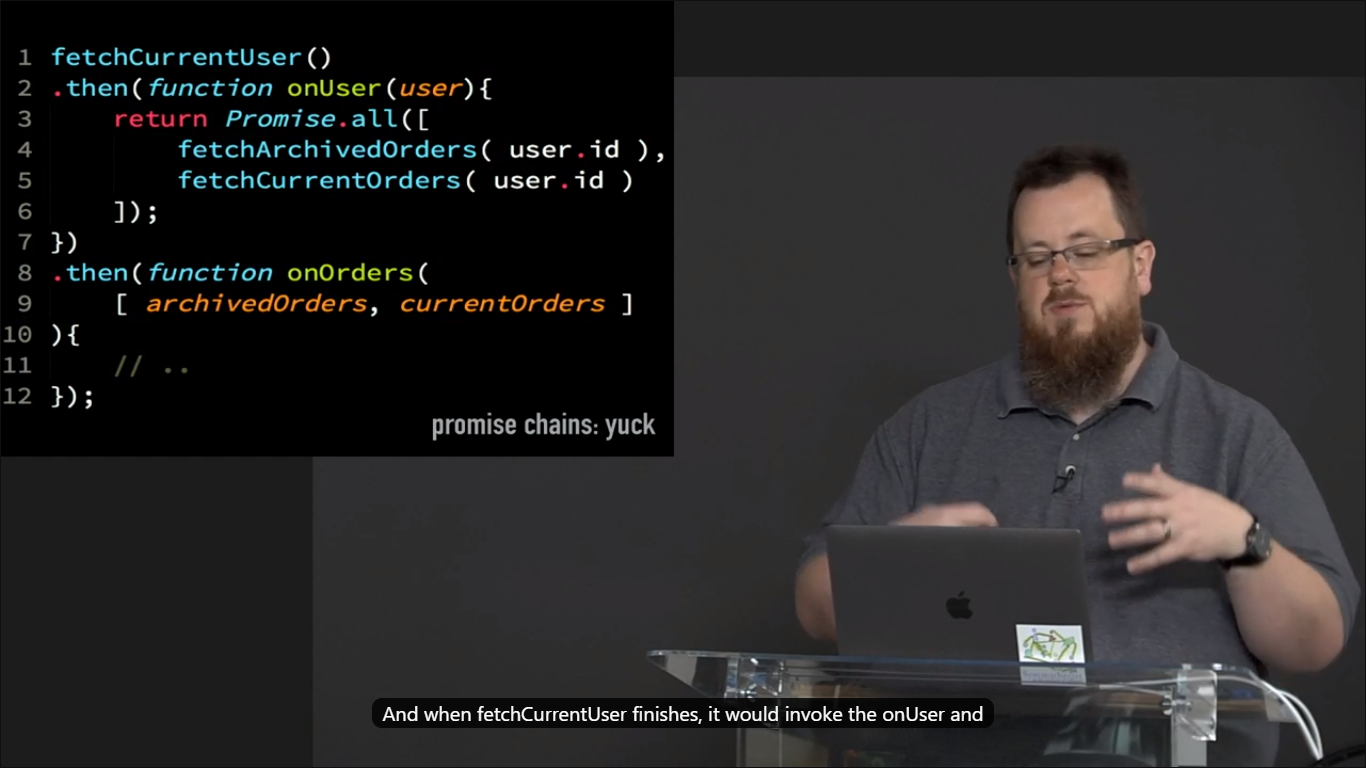 1 fetchCurrentUser()
2 .then(function onUser(user){
3 return Promise.all([
4 fetchArchivedOrders( user.id ),
5 fetchCurrentOrders( user.id )
6 ]);
7 })
8 .then(function onOrders(
9 [ archivedOrders, currentOrders ]
10 ){
11 // ..
12 });
promise chains: yuck
And when fetchCurrentUser finishes, it would invoke the onUser and